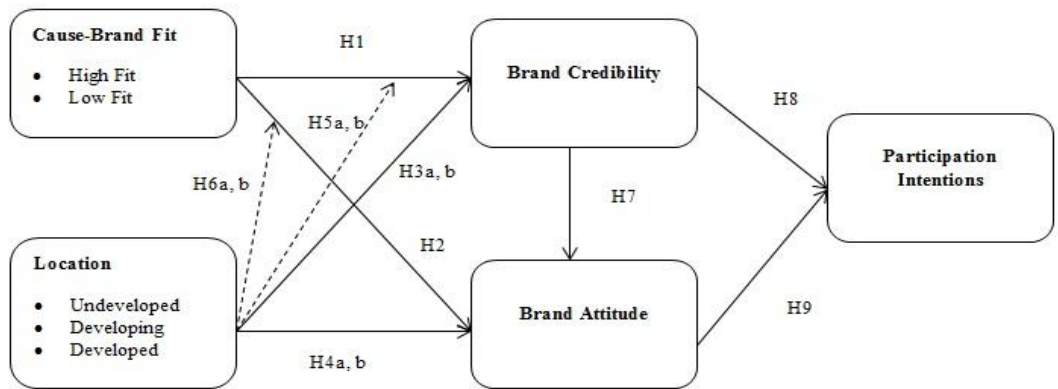 Cause-Brand Fit
• High Fit
• Low Fit
H1
Brand Credibility
H8
H5a, b
H3a, b
H6a, b
Participation
Intentions
H7
H2
Location
• Undeveloped
• Developing
• Developed
Brand Attitude
H9
H4a, b